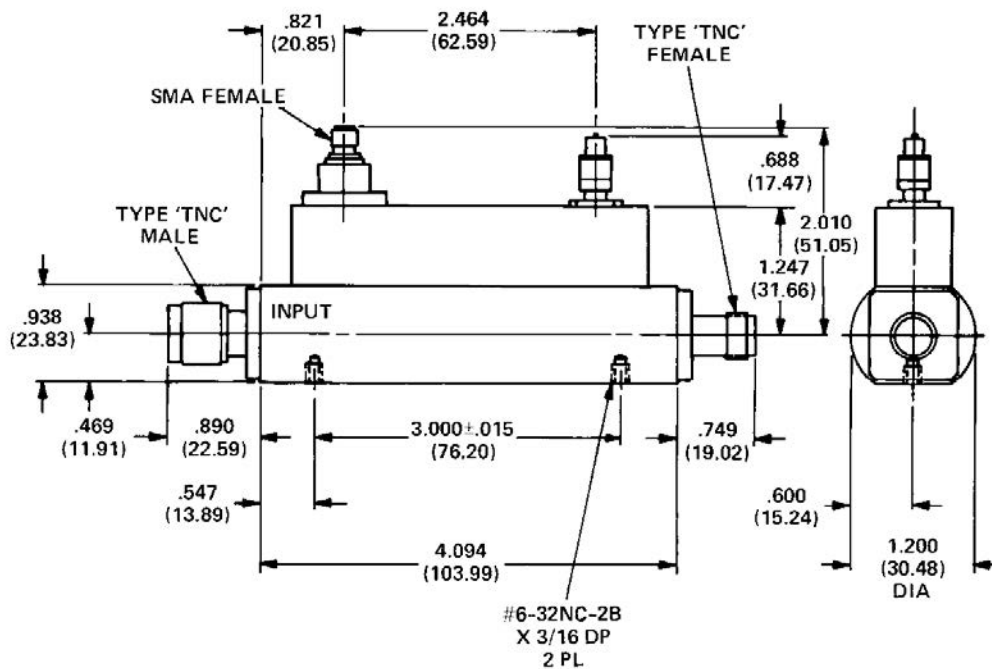 .821
(20.85)
2.464
(62.59)
TYPE 'TNC'
FEMALE
SMA FEMALE
.688
(17.47)
TYPE 'TNC'
MALE
2.010
(51.05)
1.247
(31.66)
.938
(23.83)
INPUT
.469
(11.91)
.890
(22.59)
3.000±.015
(76,20)
.749
(19.02)
.547
(13.89)
.600
(15.24)
4.094
(103.99)
1.200
(30.48)
DIA
#6-32NC-2B
X 3/16 DP
2 PL